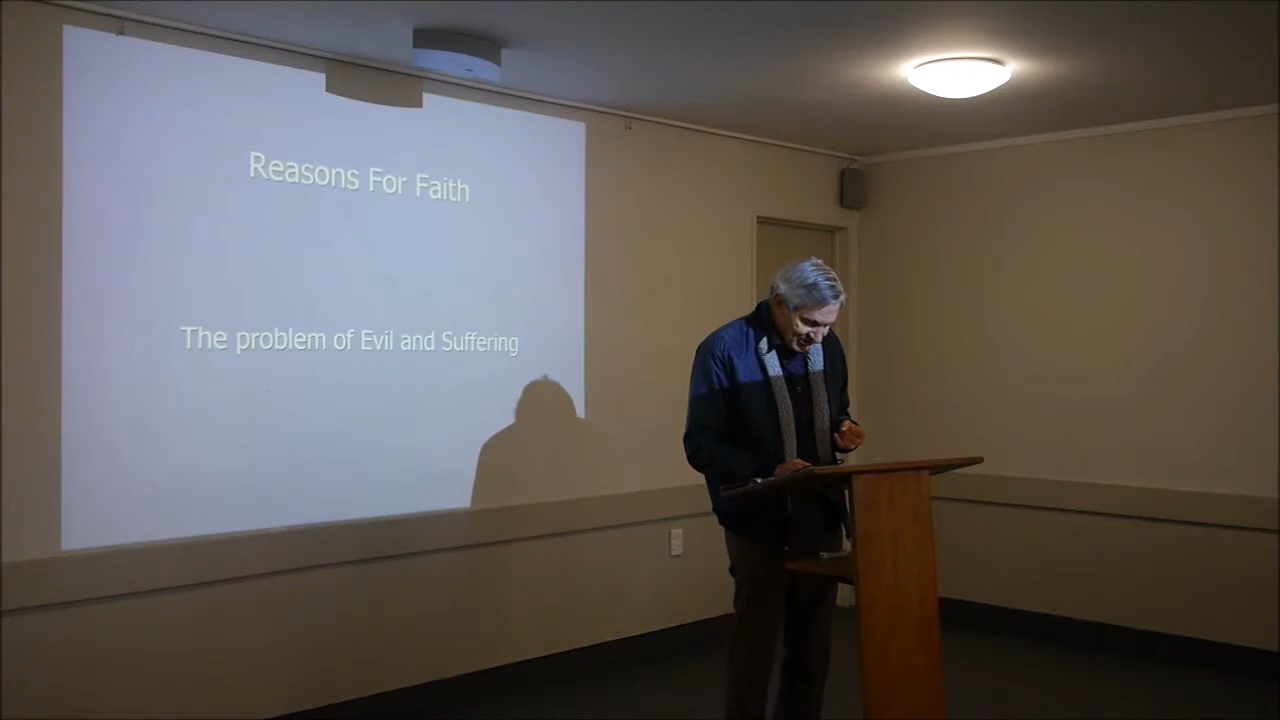 Reasons For Faith
The problem of Evil and Suffering